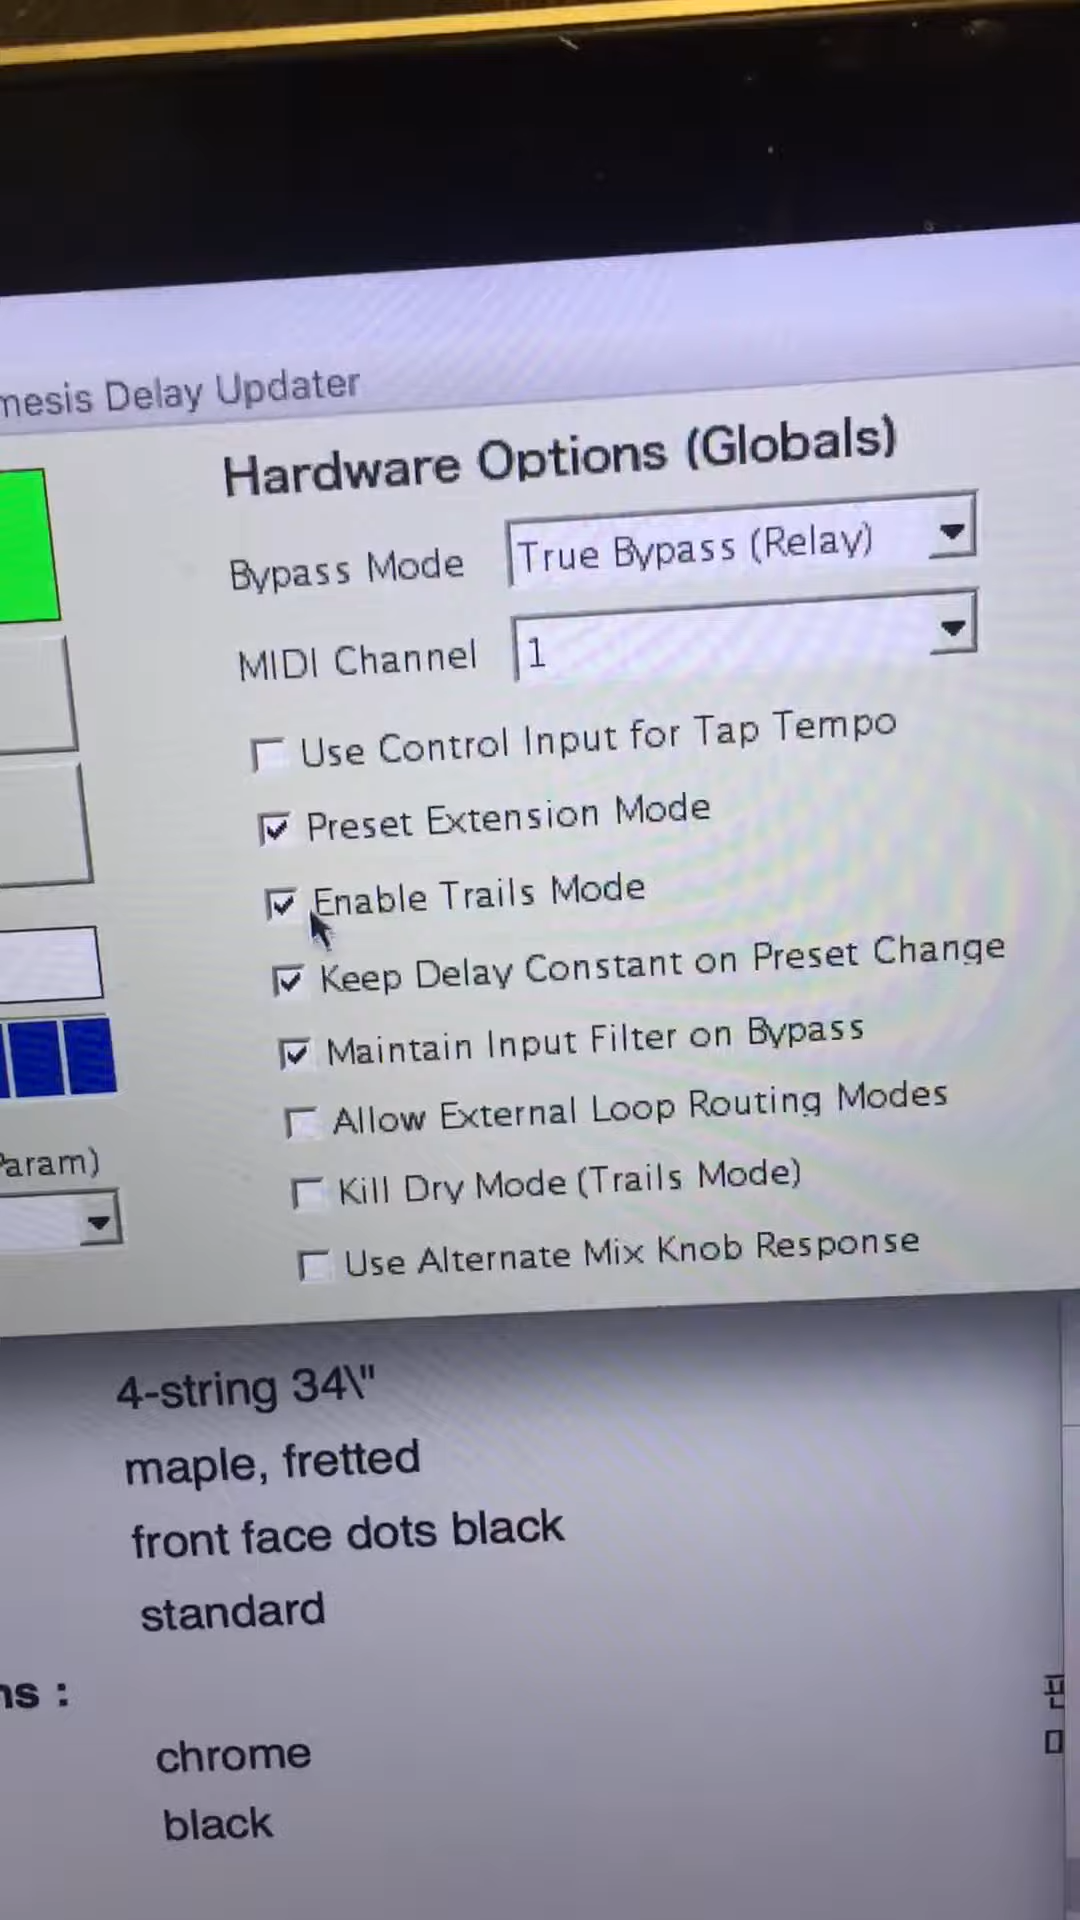 mesis Delay Updater
Hardware Options (Globals)
Bypass Mode True Bypass (Relay)
MIDI Channel 1
Use Control Input for Tap Tempo
Preset Extension Mode
Enable Trails Mode
Keep Delay Constant on Preset Change
Maintain Input Filter on Bypass
Param)
Allow External Loop Routing Modes
Kill Dry Mode (Trails Mode)
Use Alternate Mix Knob Response
4-string 34\"
maple, fretted
front face dots black
standard
ns :
chrome
black